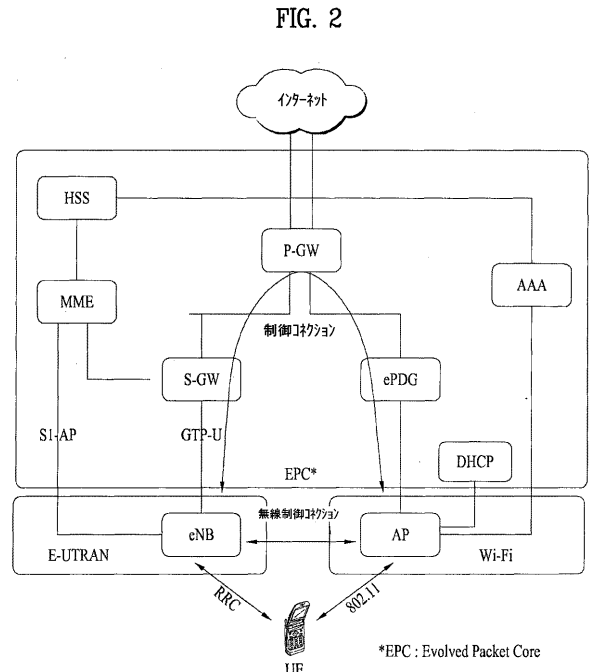 FIG. 2
インターネット
HSS
P-GW
AAA
MME
制御コネクション
S-GW
ePDG
S1-AP
GTP-U
DHCP
EPC*
無線制御コネクション
eNB
AP
E-UTRAN
Wi-Fi
RRC
802.11
UE
*EPC : Evolved Packet Core